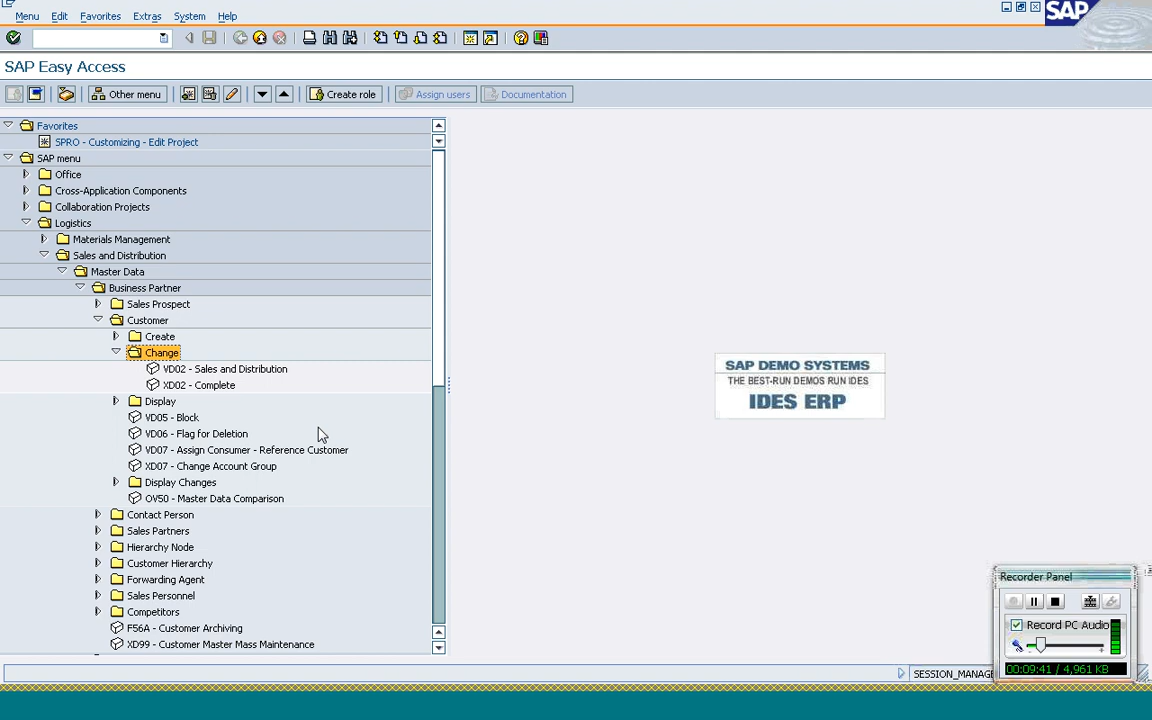 Menu Edit Favorites Extras System Help
SAP
SAP Easy Access
Other menu Create role Assign users Documentation
Favorites
SPRO - Customizing - Edit Project
SAP menu
Office
Cross-Application Components
Collaboration Projects
Logistics
Materials Management
Sales and Distribution
Master Data
Business Partner
Sales Prospect
Customer
Create
Change
VD02 - Sales and Distribution
XD02 - Complete
Display
VD05 - Block
VD06 - Flag for Deletion
VD07 - Assign Consumer - Reference Customer
XD07 - Change Account Group
Display Changes
OV50 - Master Data Comparison
Contact Person
Sales Partners
Hierarchy Node
Customer Hierarchy
Forwarding Agent
Sales Personnel
Competitors
F56A - Customer Archiving
XD99 - Customer Master Mass Maintenance
SAP DEMO SYSTEMS
THE BEST-RUN DEMOS RUN IDES
IDES ERP
Recorder Panel
Record PC Audio
00:09:41 / 4,961 KB
SESSION_MANAGE